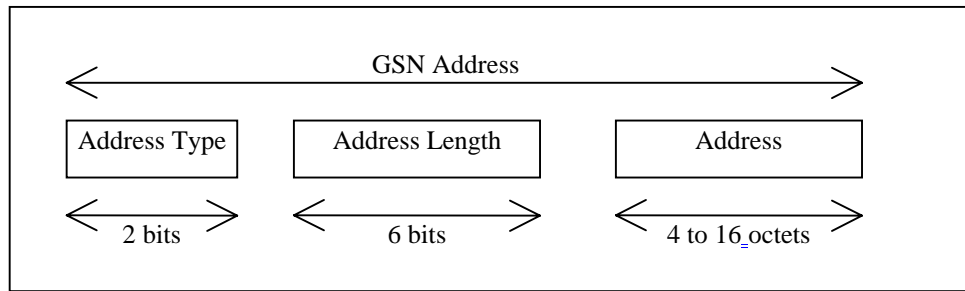 GSN Address
Address Type Address Length Address
2 bits 6 bits 4 to 16 octets